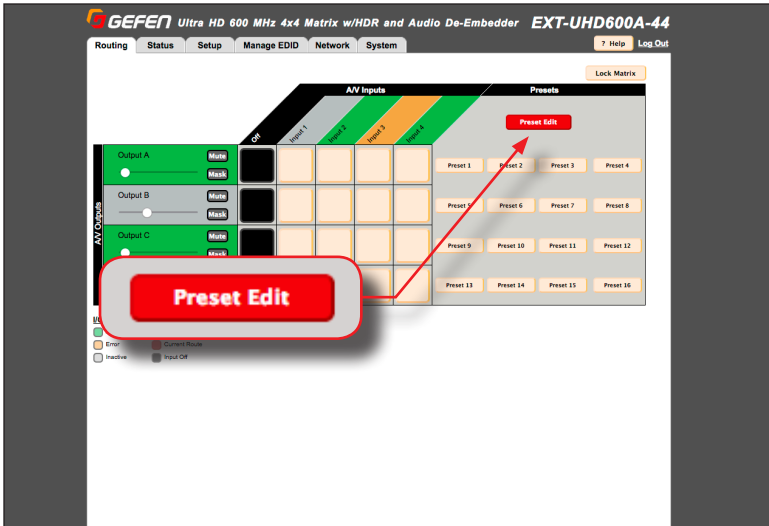 GEFEN Ultra HD 600 MHz 4x4 Matrix w/HDR and Audio De-Embedder EXT-UHD600A-44
Routing Status Setup Manage EDID Network System ? Help Log Out
Lock Matrix
A/V Inputs Presets
Off Input 1 Input 2 Input 3 Input 4
Preset Edit
A/V Outputs
Output A Mute
Mask
Preset 1 Preset 2 Preset 3 Preset 4
Output B Mute
Mask
Preset 5 Preset 6 Preset 7 Preset 8
Output C Mute
Mask
Preset 9 Preset 10 Preset 11 Preset 12
Preset Edit
Preset 13 Preset 14 Preset 15 Preset 16
Error Current Route
Inactive Input Off